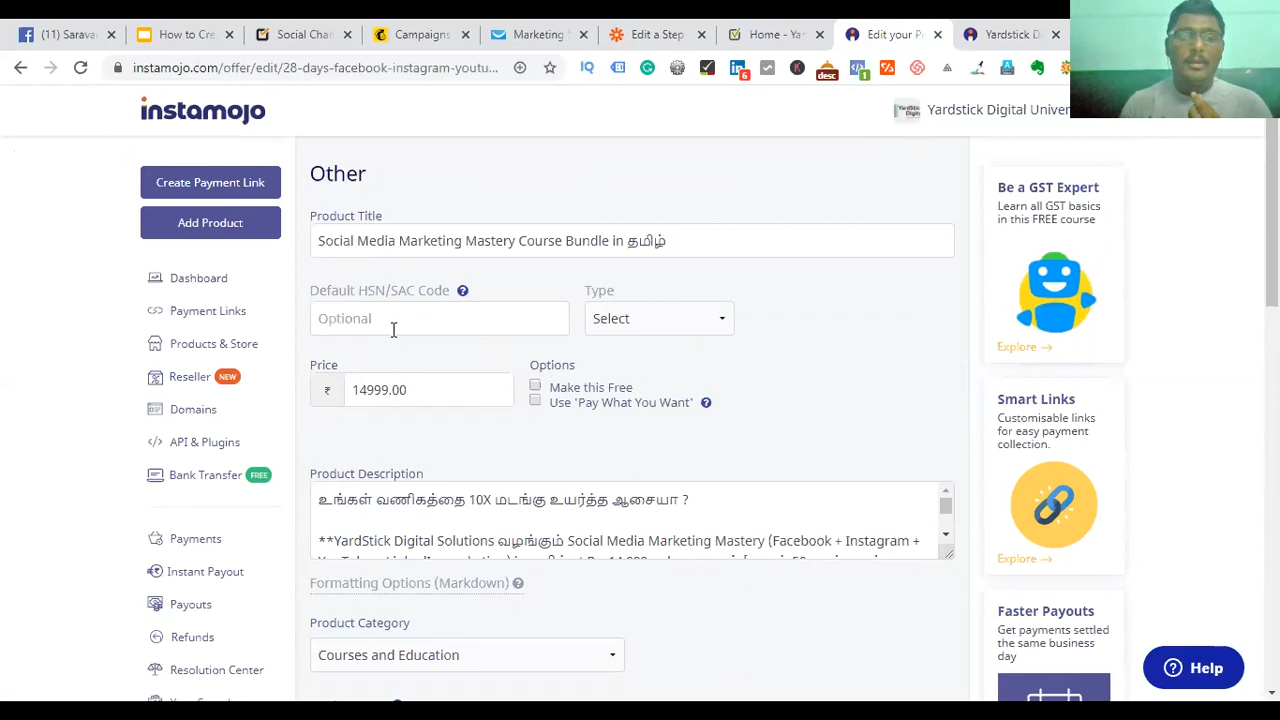 (11) Sarava
How to Cre
Social Chan
Campaigns
Marketing S
Edit a Step
Home - Yar
Edit your Pr
Yardstick D
instamojo.com/offer/edit/28-days-facebook-instagram-youtu...
instamojo
YardStick Digital Univer
Create Payment Link
Add Product
Dashboard
Payment Links
Products & Store
Reseller NEW
Domains
API & Plugins
Bank Transfer FREE
Payments
Instant Payout
Payouts
Refunds
Resolution Center
Other
Product Title
Social Media Marketing Mastery Course Bundle in தமிழ்
Default HSN/SAC Code
Type
Optional
Select
Price
Options
₹ 14999.00
Make this Free
Use 'Pay What You Want'
Product Description
உங்கள் வணிகத்தை 10X மடங்கு உயர்த்த ஆசையா ?
**YardStick Digital Solutions வழங்கும் Social Media Marketing Mastery (Facebook + Instagram +
Formatting Options (Markdown)
Product Category
Courses and Education
Be a GST Expert
Learn all GST basics
in this FREE course
Explore →
Smart Links
Customisable links
for easy payment
collection.
Explore →
Faster Payouts
Get payments settled
the same business
day
Help